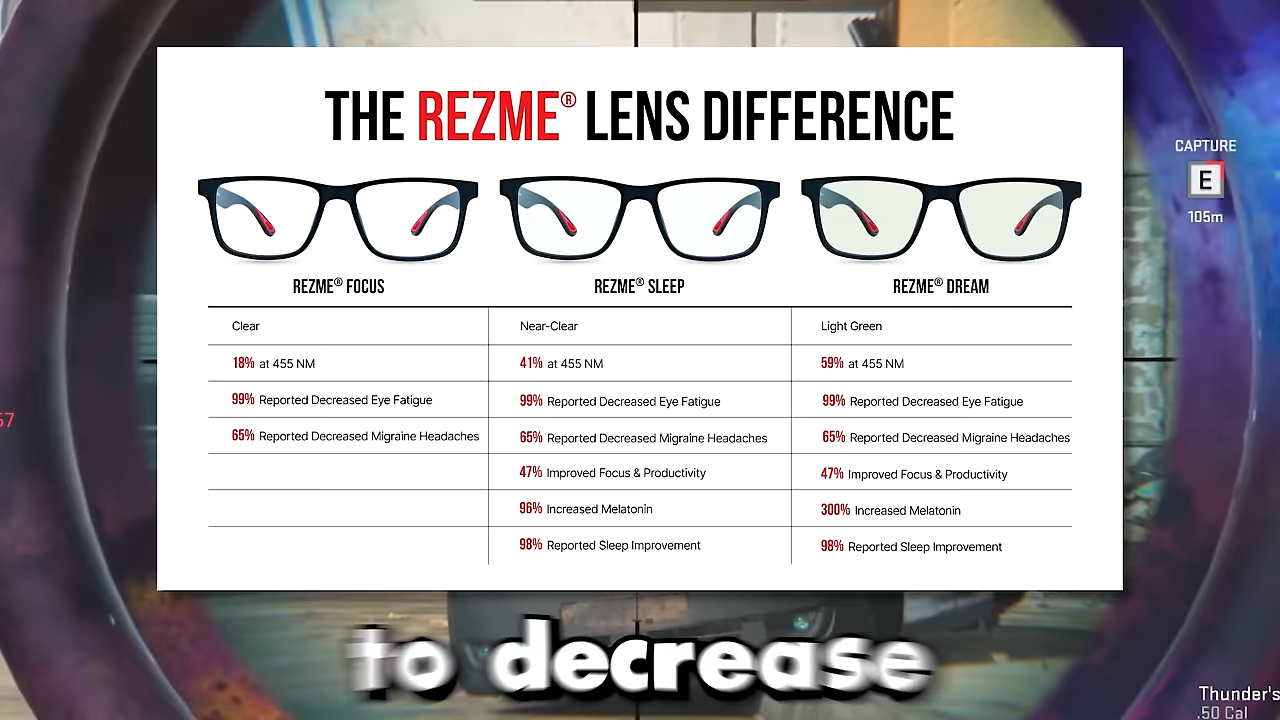 THE REZME® LENS DIFFERENCE
REZME® FOCUS
REZME® SLEEP
REZME® DREAM
Clear
Near-Clear
Light Green
18% at 455 NM
41% at 455 NM
59% at 455 NM
99% Reported Decreased Eye Fatigue
99% Reported Decreased Eye Fatigue
99% Reported Decreased Eye Fatigue
65% Reported Decreased Migraine Headaches
65% Reported Decreased Migraine Headaches
65% Reported Decreased Migraine Headaches
47% Improved Focus & Productivity
47% Improved Focus & Productivity
96% Increased Melatonin
300% Increased Melatonin
98% Reported Sleep Improvement
98% Reported Sleep Improvement
CAPTURE
E
105m
to decrease
Thunder's
.50 Cal